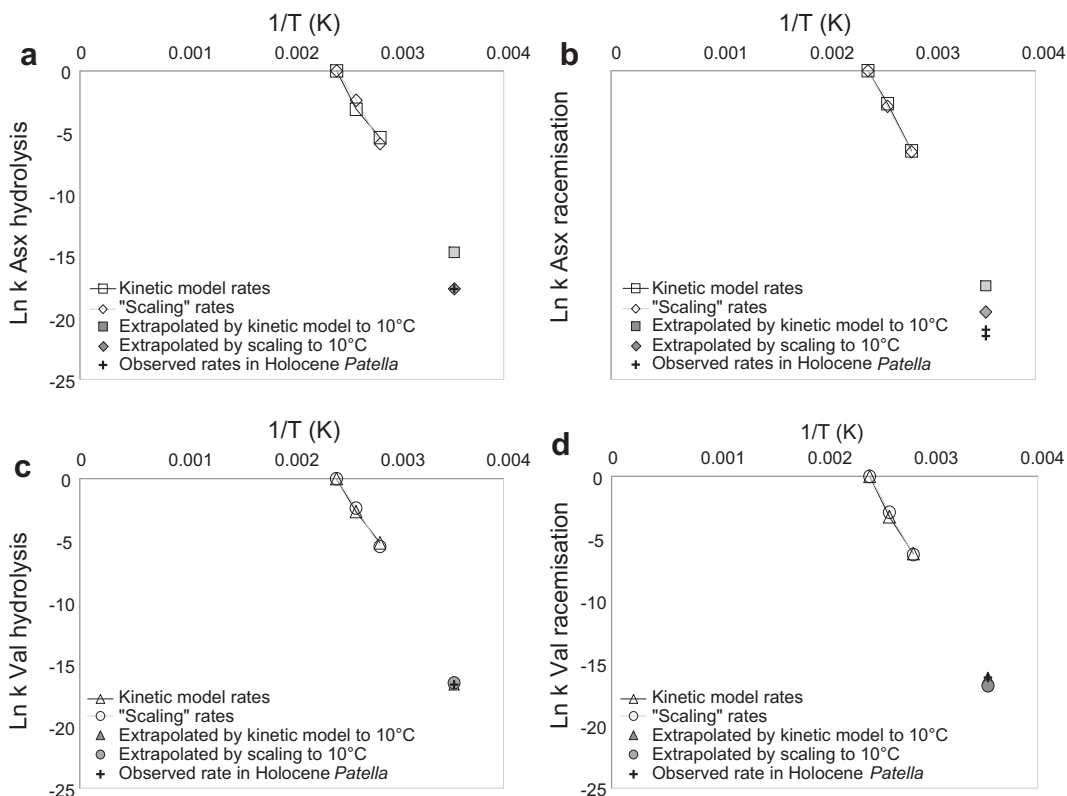 1/T (K)
a
0 0.001 0.002 0.003 0.004
0
-5
-10
-15
-20
-25
Ln k Asx hydrolysis
Kinetic model rates
"Scaling" rates
Extrapolated by kinetic model to 10°C
Extrapolated by scaling to 10°C
Observed rates in Holocene Patella
1/T (K)
b
0 0.001 0.002 0.003 0.004
0
-5
-10
-15
-20
-25
Ln k Asx racemisation
Kinetic model rates
"Scaling" rates
Extrapolated by kinetic model to 10°C
Extrapolated by scaling to 10°C
Observed rates in Holocene Patella
1/T (K)
c
0 0.001 0.002 0.003 0.004
0
-5
-10
-15
-20
-25
Ln k Val hydrolysis
Kinetic model rates
"Scaling" rates
Extrapolated by kinetic model to 10°C
Extrapolated by scaling to 10°C
Observed rate in Holocene Patella
1/T (K)
d
0 0.001 0.002 0.003 0.004
0
-5
-10
-15
-20
-25
Ln k Val racemisation
Kinetic model rates
"Scaling" rates
Extrapolated by kinetic model to 10°C
Extrapolated by scaling to 10°C
Observed rate in Holocene Patella